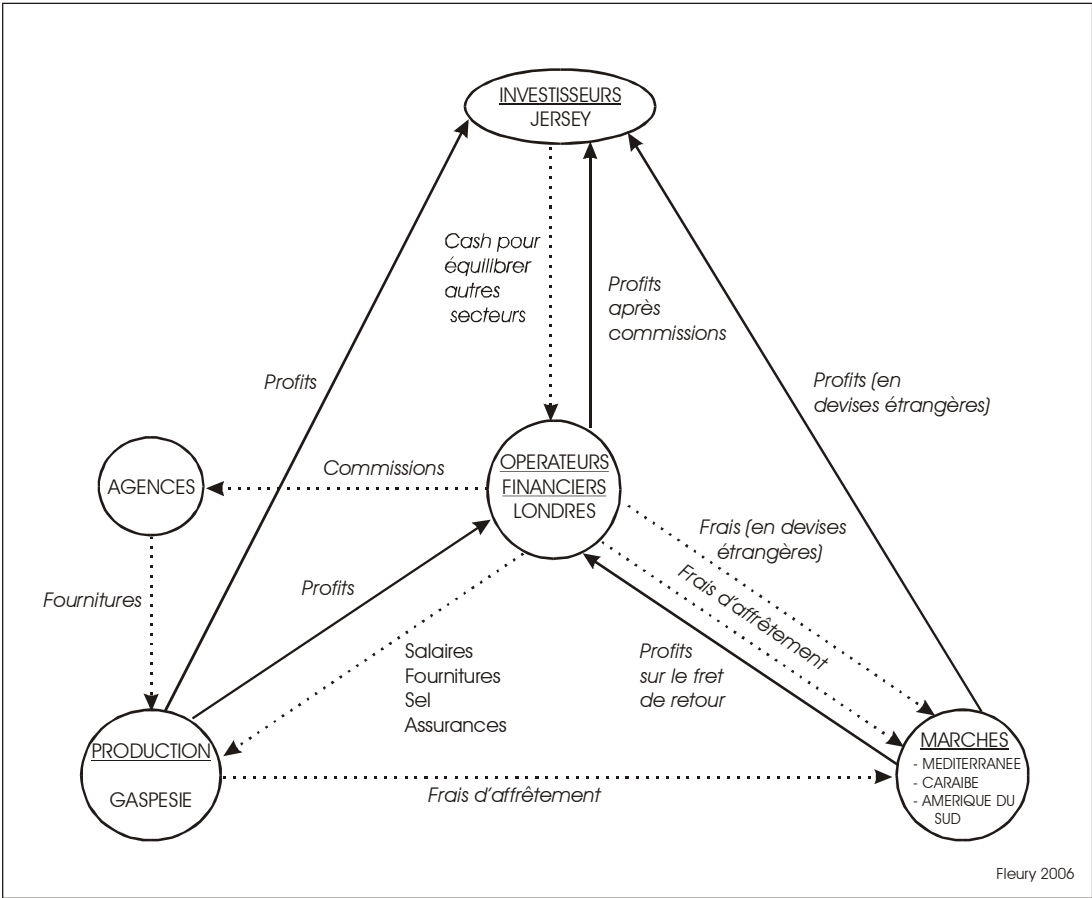 INVESTISSEURS
JERSEY
Cash pour
équilibrer
autres
secteurs
Profits
après
commissions
Profits
Profits (en
devises étrangères)
AGENCES
Commissions
OPERATEURS
FINANCIERS
LONDRES
Frais (en devises
étrangères)
Frais d'affrêtement
Fournitures
Profits
Salaires
Fournitures
Sel
Assurances
Profits
sur le fret
de retour
PRODUCTION
GASPESIE
Frais d'affrêtement
MARCHES
- MEDITERRANEE
- CARAIBE
- AMERIQUE DU
SUD
Fleury 2006